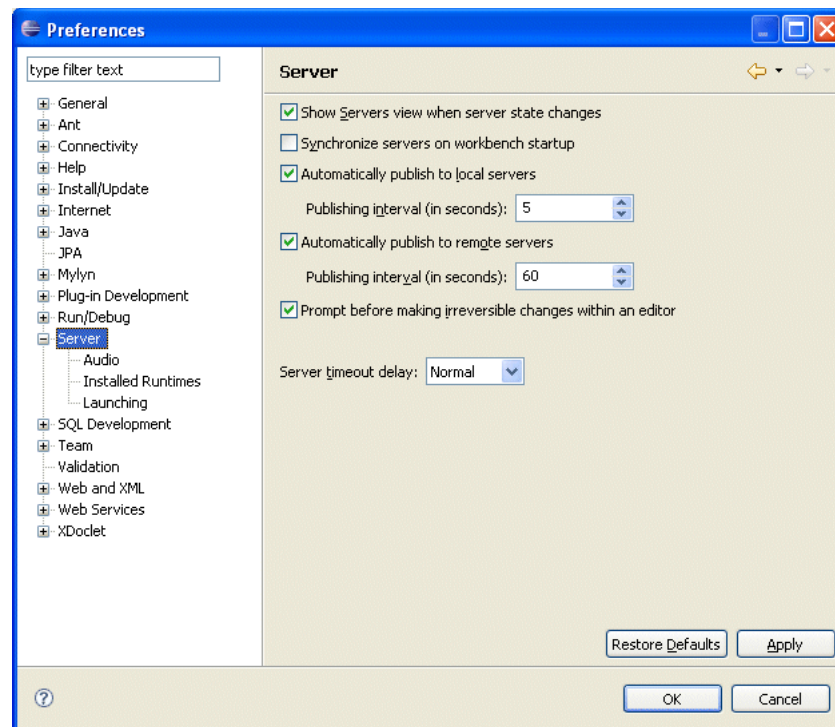 Preferences
type filter text
General
Ant
Connectivity
Help
Install/Update
Internet
Java
JPA
Mylyn
Plug-in Development
Run/Debug
Server
Audio
Installed Runtimes
Launching
SQL Development
Team
Validation
Web and XML
Web Services
XDoclet
Server
Show Servers view when server state changes
Synchronize servers on workbench startup
Automatically publish to local servers
Publishing interval (in seconds): 5
Automatically publish to remote servers
Publishing interval (in seconds): 60
Prompt before making irreversible changes within an editor
Server timeout delay: Normal
Restore Defaults Apply
? OK Cancel